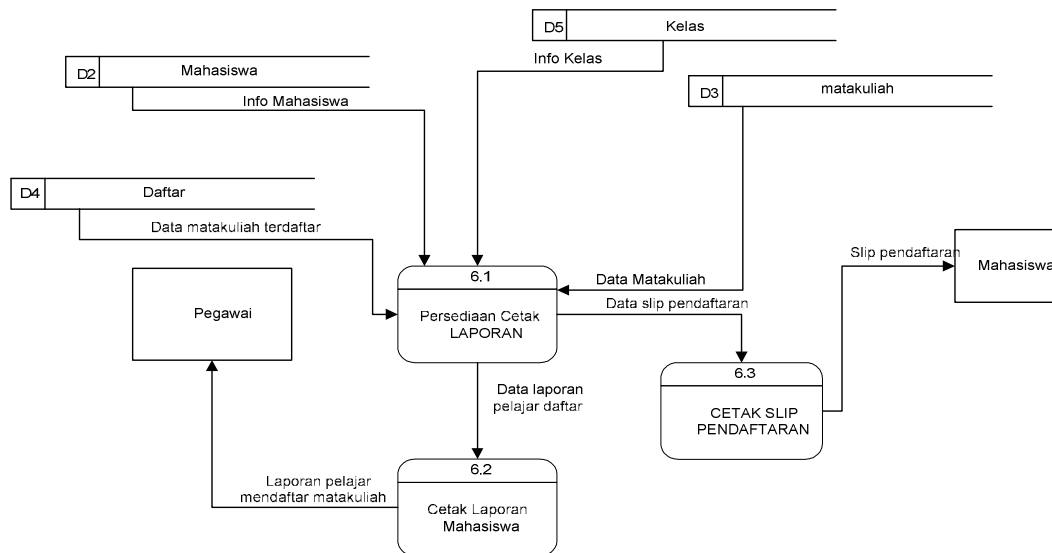 D5 Kelas
Info Kelas
D2 Mahasiswa
Info Mahasiswa
D3 matakuliah
D4 Daftar
Data matakuliah terdaftar
Slip pendaftaran
Mahasiswa
6.1
Persediaan Cetak
LAPORAN
Data Matakuliah
Data slip pendaftaran
Pegawai
6.3
CETAK SLIP
PENDAFTARAN
Data laporan
pelajar daftar
6.2
Cetak Laporan
Mahasiswa
Laporan pelajar
mendaftar matakuliah